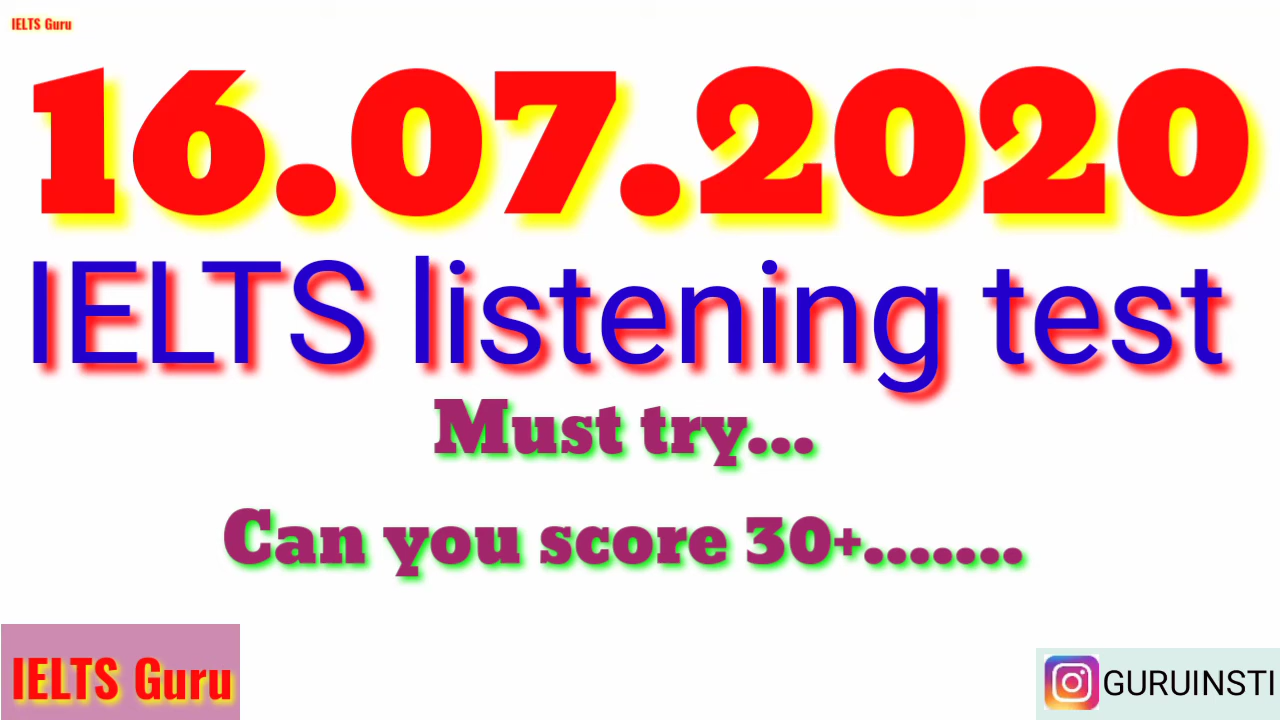 IELTS Guru
16.07.2020
IELTS listening test
Must try...
Can you score 30+.......
IELTS Guru
GURUINSTI